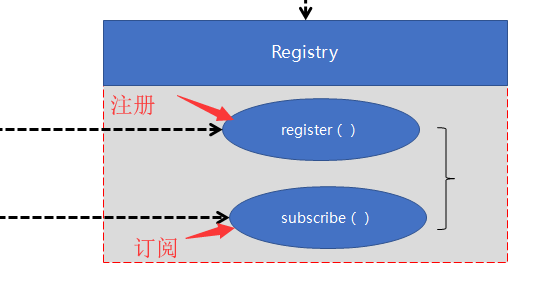 Registry
注册
register ( )
subscribe ( )
订阅